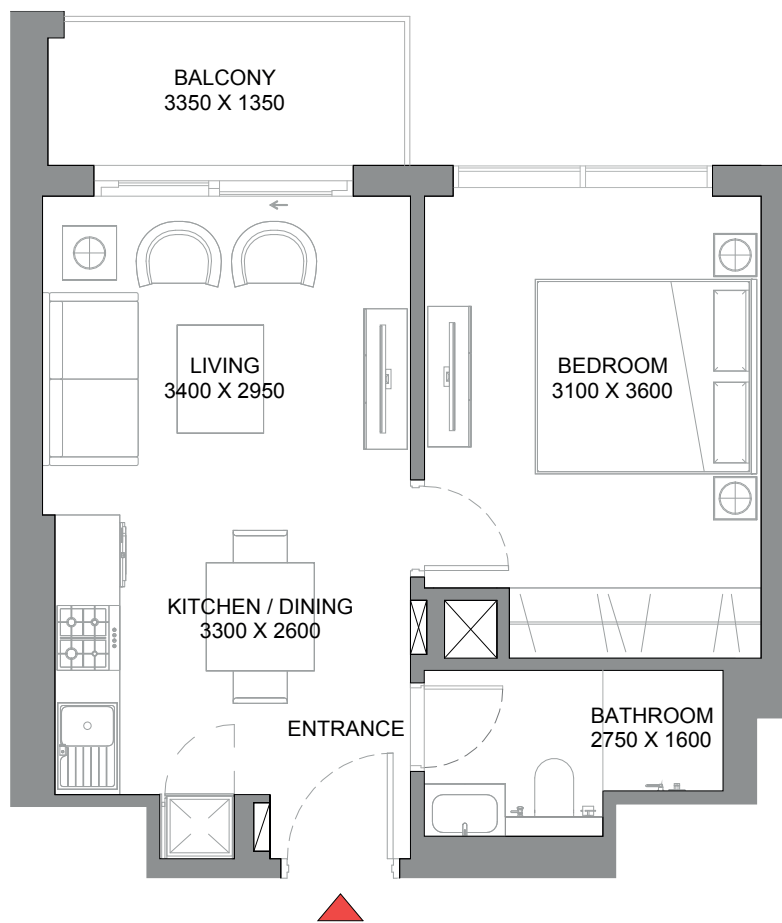 BALCONY
3350 X 1350
LIVING
3400 X 2950
BEDROOM
3100 X 3600
KITCHEN / DINING
3300 X 2600
ENTRANCE
BATHROOM
2750 X 1600